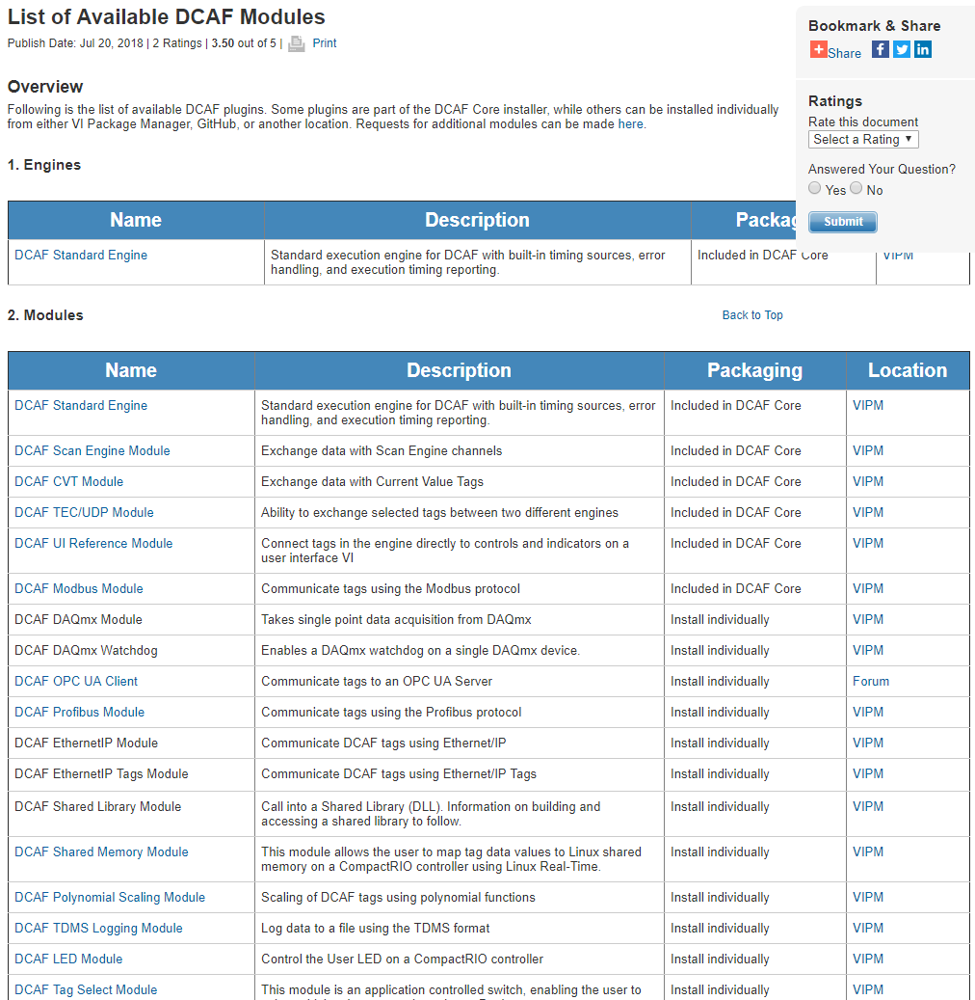 List of Available DCAF Modules
Publish Date: Jul 20, 2018 | 2 Ratings | 3.50 out of 5 | Print
Bookmark & Share
Share
Overview
Following is the list of available DCAF plugins. Some plugins are part of the DCAF Core installer, while others can be installed individually
from either VI Package Manager, GitHub, or another location. Requests for additional modules can be made here.
Ratings
Rate this document
Select a Rating
Answered Your Question?
Yes No
Submit
1. Engines
Name Description
DCAF Standard Engine Standard execution engine for DCAF with built-in timing sources, error Included in DCAF Core VIPM
handling, and execution timing reporting.
2. Modules Back to Top
Name Description Packaging Location
DCAF Standard Engine Standard execution engine for DCAF with built-in timing sources, error Included in DCAF Core VIPM
handling, and execution timing reporting.
DCAF Scan Engine Module Exchange data with Scan Engine channels Included in DCAF Core VIPM
DCAF CVT Module Exchange data with Current Value Tags Included in DCAF Core VIPM
DCAF TEC/UDP Module Ability to exchange selected tags between two different engines Included in DCAF Core VIPM
DCAF UI Reference Module Connect tags in the engine directly to controls and indicators on a Included in DCAF Core VIPM
user interface VI
DCAF Modbus Module Communicate tags using the Modbus protocol Included in DCAF Core VIPM
DCAF DAQmx Module Takes single point data acquisition from DAQmx Install individually VIPM
DCAF DAQmx Watchdog Enables a DAQmx watchdog on a single DAQmx device. Install individually VIPM
DCAF OPC UA Client Communicate tags to an OPC UA Server Install individually Forum
DCAF Profibus Module Communicate tags using the Profibus protocol Install individually VIPM
DCAF EthernetIP Module Communicate DCAF tags using Ethernet/IP Install individually VIPM
DCAF EthernetIP Tags Module Communicate DCAF tags using Ethernet/IP Tags Install individually VIPM
DCAF Shared Library Module Call into a Shared Library (DLL). Information on building and Install individually VIPM
accessing a shared library to follow.
DCAF Shared Memory Module This module allows the user to map tag data values to Linux shared Install individually VIPM
memory on a CompactRIO controller using Linux Real-Time.
DCAF Polynomial Scaling Module Scaling of DCAF tags using polynomial functions Install individually VIPM
DCAF TDMS Logging Module Log data to a file using the TDMS format Install individually VIPM
DCAF LED Module Control the User LED on a CompactRIO controller Install individually VIPM
DCAF Tag Select Module This module is an application controlled switch, enabling the user to Install individually VIPM